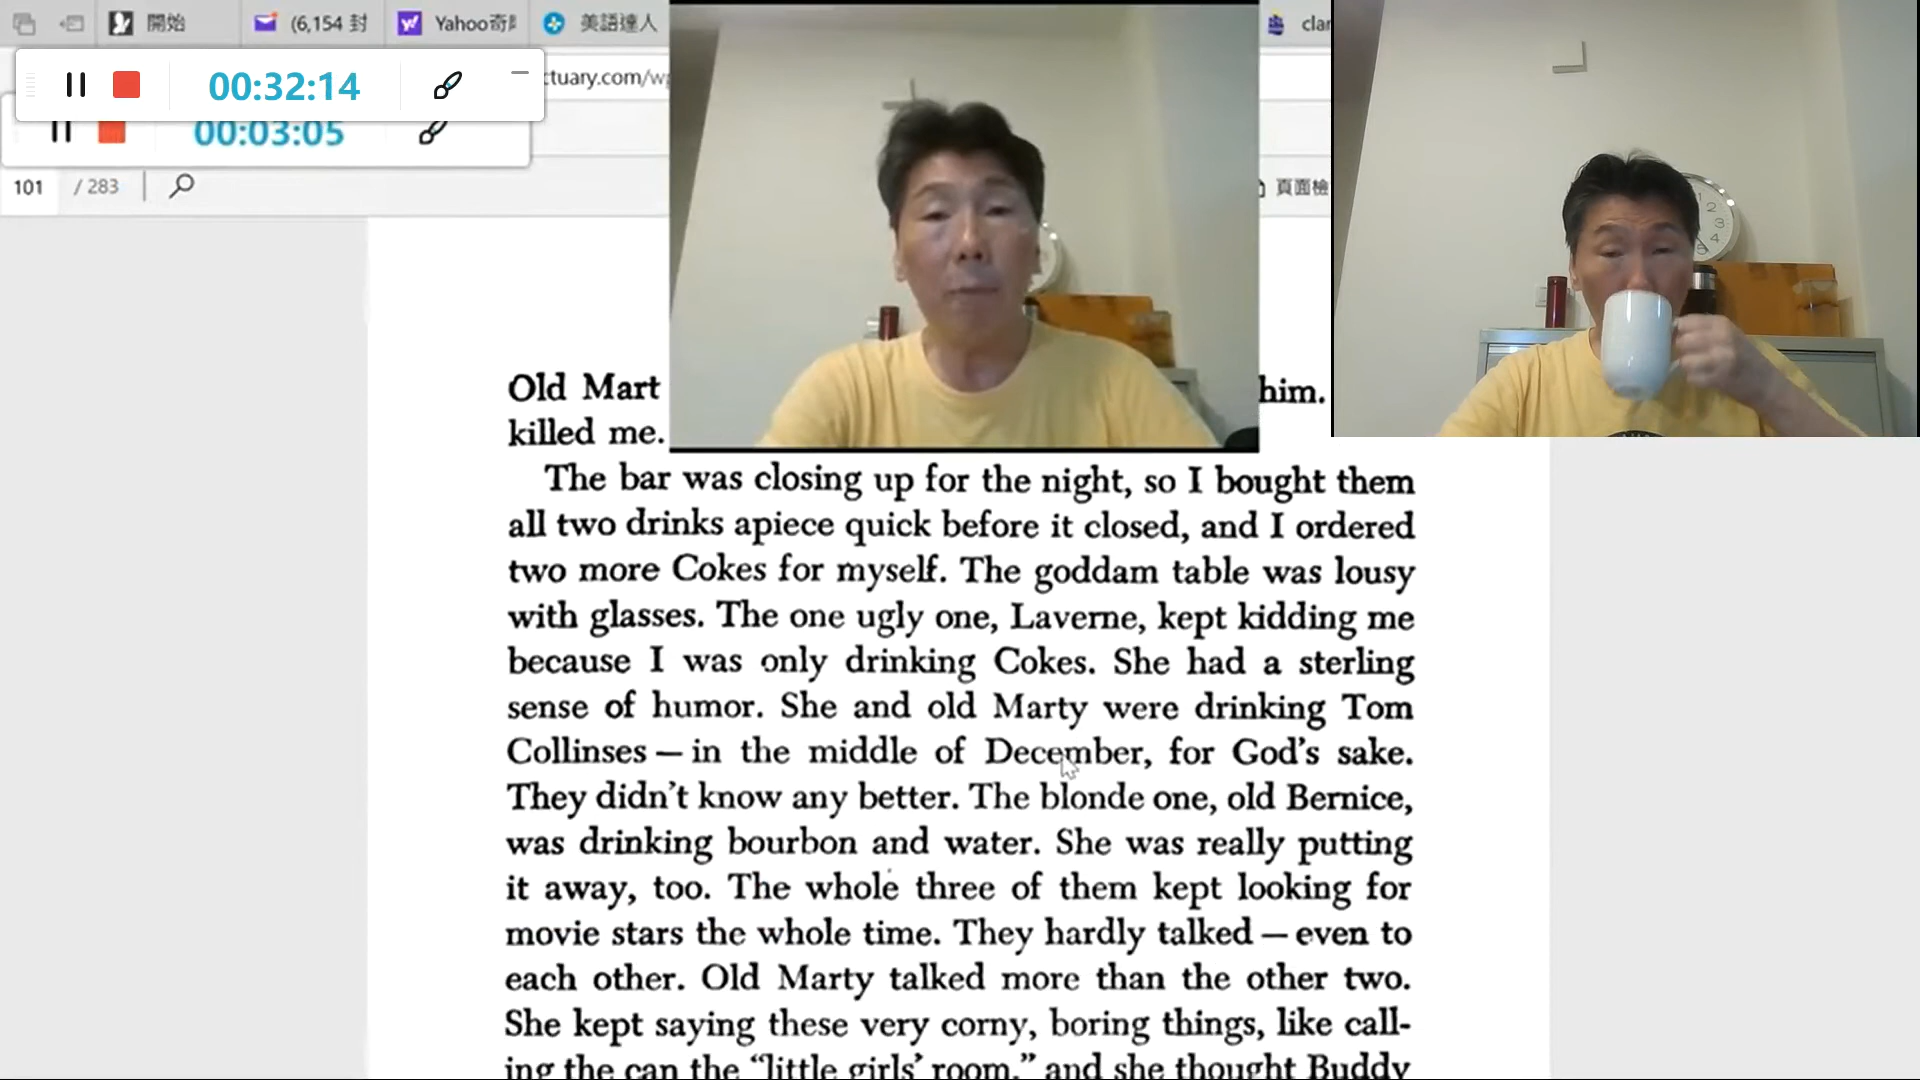 開始
(6,154 封
Yahoo奇
美語達人
clar
00:32:14
ctuary.com/wp
00:03:05
101 / 283
頁面檢
Old Mart him.
killed me.
The bar was closing up for the night, so I bought them
all two drinks apiece quick before it closed, and I ordered
two more Cokes for myself. The goddam table was lousy
with glasses. The one ugly one, Laverne, kept kidding me
because I was only drinking Cokes. She had a sterling
sense of humor. She and old Marty were drinking Tom
Collinses — in the middle of December, for God's sake.
They didn't know any better. The blonde one, old Bernice,
was drinking bourbon and water. She was really putting
it away, too. The whole three of them kept looking for
movie stars the whole time. They hardly talked — even to
each other. Old Marty talked more than the other two.
She kept saying these very corny, boring things, like call-
ing the can the "little girls' room," and she thought Buddy